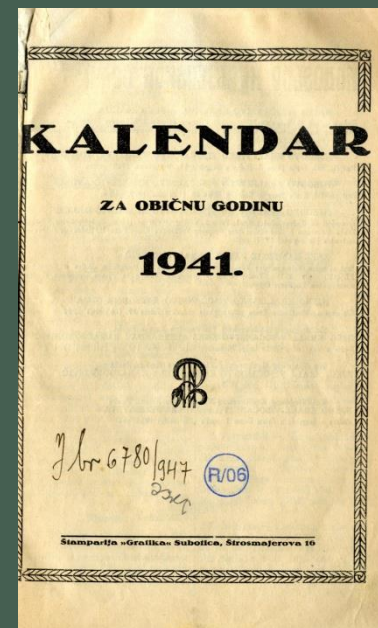 KALENDAR
ZA OBIČNU GODINU
1941.
J br 6780/947
R/06
Štamparija »Grafika« Subotica, Štrosmajerova 16